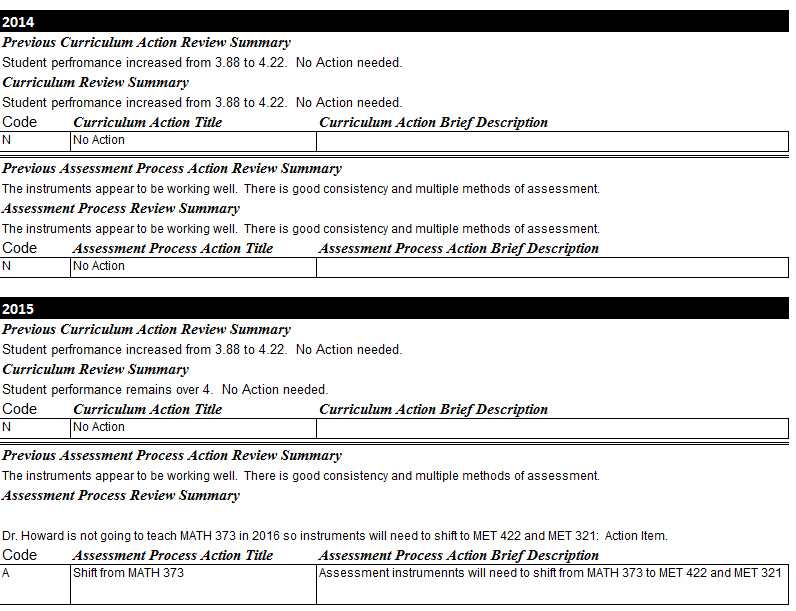 2014
Previous Curriculum Action Review Summary
Student perfromance increased from 3.88 to 4.22.  No Action needed.
Curriculum Review Summary
Student perfromance increased from 3.88 to 4.22.  No Action needed.
Code Curriculum Action Title Curriculum Action Brief Description
N No Action
Previous Assessment Process Action Review Summary
The instruments appear to be working well.  There is good consistency and multiple methods of assessment.
Assessment Process Review Summary
The instruments appear to be working well.  There is good consistency and multiple methods of assessment.
Code Assessment Process Action Title Assessment Process Action Brief Description
N No Action
2015
Previous Curriculum Action Review Summary
Student perfromance increased from 3.88 to 4.22.  No Action needed.
Curriculum Review Summary
Student performance remains over 4.  No Action needed.
Code Curriculum Action Title Curriculum Action Brief Description
N No Action
Previous Assessment Process Action Review Summary
The instruments appear to be working well.  There is good consistency and multiple methods of assessment.
Assessment Process Review Summary
Dr. Howard is not going to teach MATH 373 in 2016 so instruments will need to shift to MET 422 and MET 321:  Action Item.
Code Assessment Process Action Title Assessment Process Action Brief Description
A Shift from MATH 373 Assessment instrumennts will need to shift from MATH 373 to MET 422 and MET 321